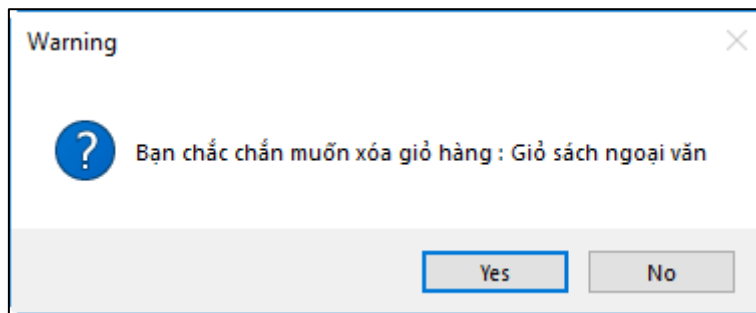 Warning
Bạn chắc chắn muốn xóa giỏ hàng : Giỏ sách ngoại văn
Yes No